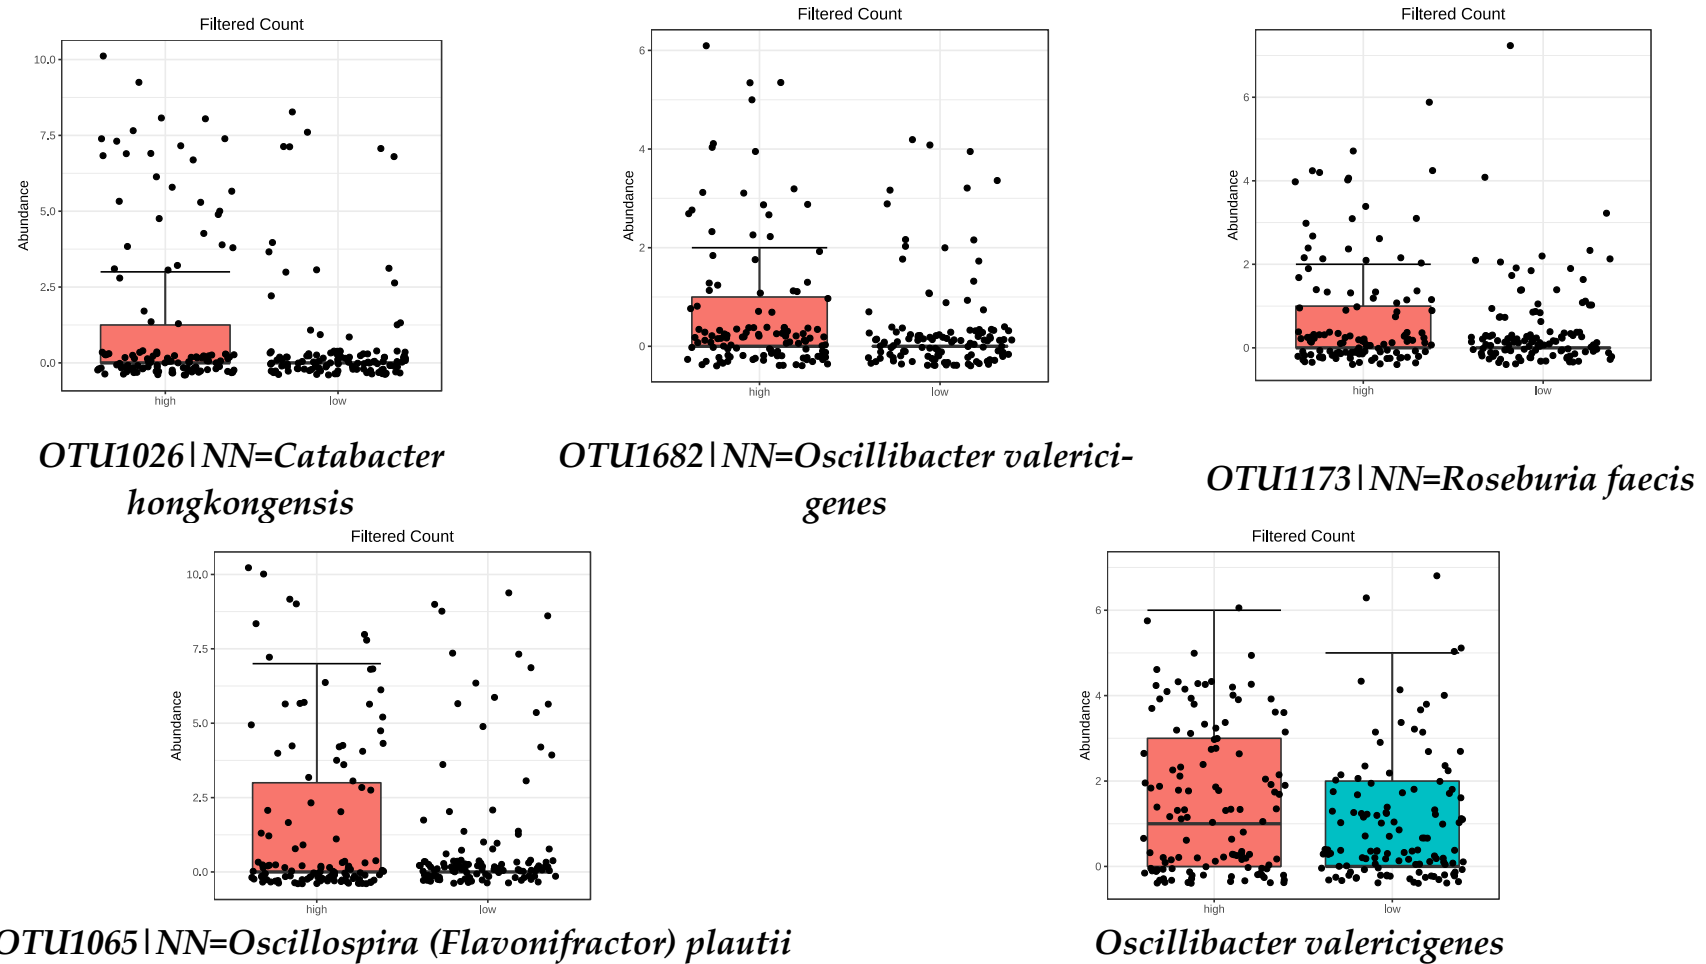 Filtered Count
Filtered Count
Filtered Count
Abundance
10.0
7.5
5.0
2.5
0.0
high
low
Abundance
6
4
2
0
high
low
Abundance
6
4
2
0
high
low
OTU1026|NN=Catabacter
hongkongensis
OTU1682|NN=Oscillibacter valerici-
genes
OTU1173|NN=Roseburia faecis
Filtered Count
Filtered Count
Abundance
10.0
7.5
5.0
2.5
0.0
high
low
Abundance
6
4
2
0
high
low
OTU1065|NN=Oscillospira (Flavonifractor) plautii
Oscillibacter valericigenes